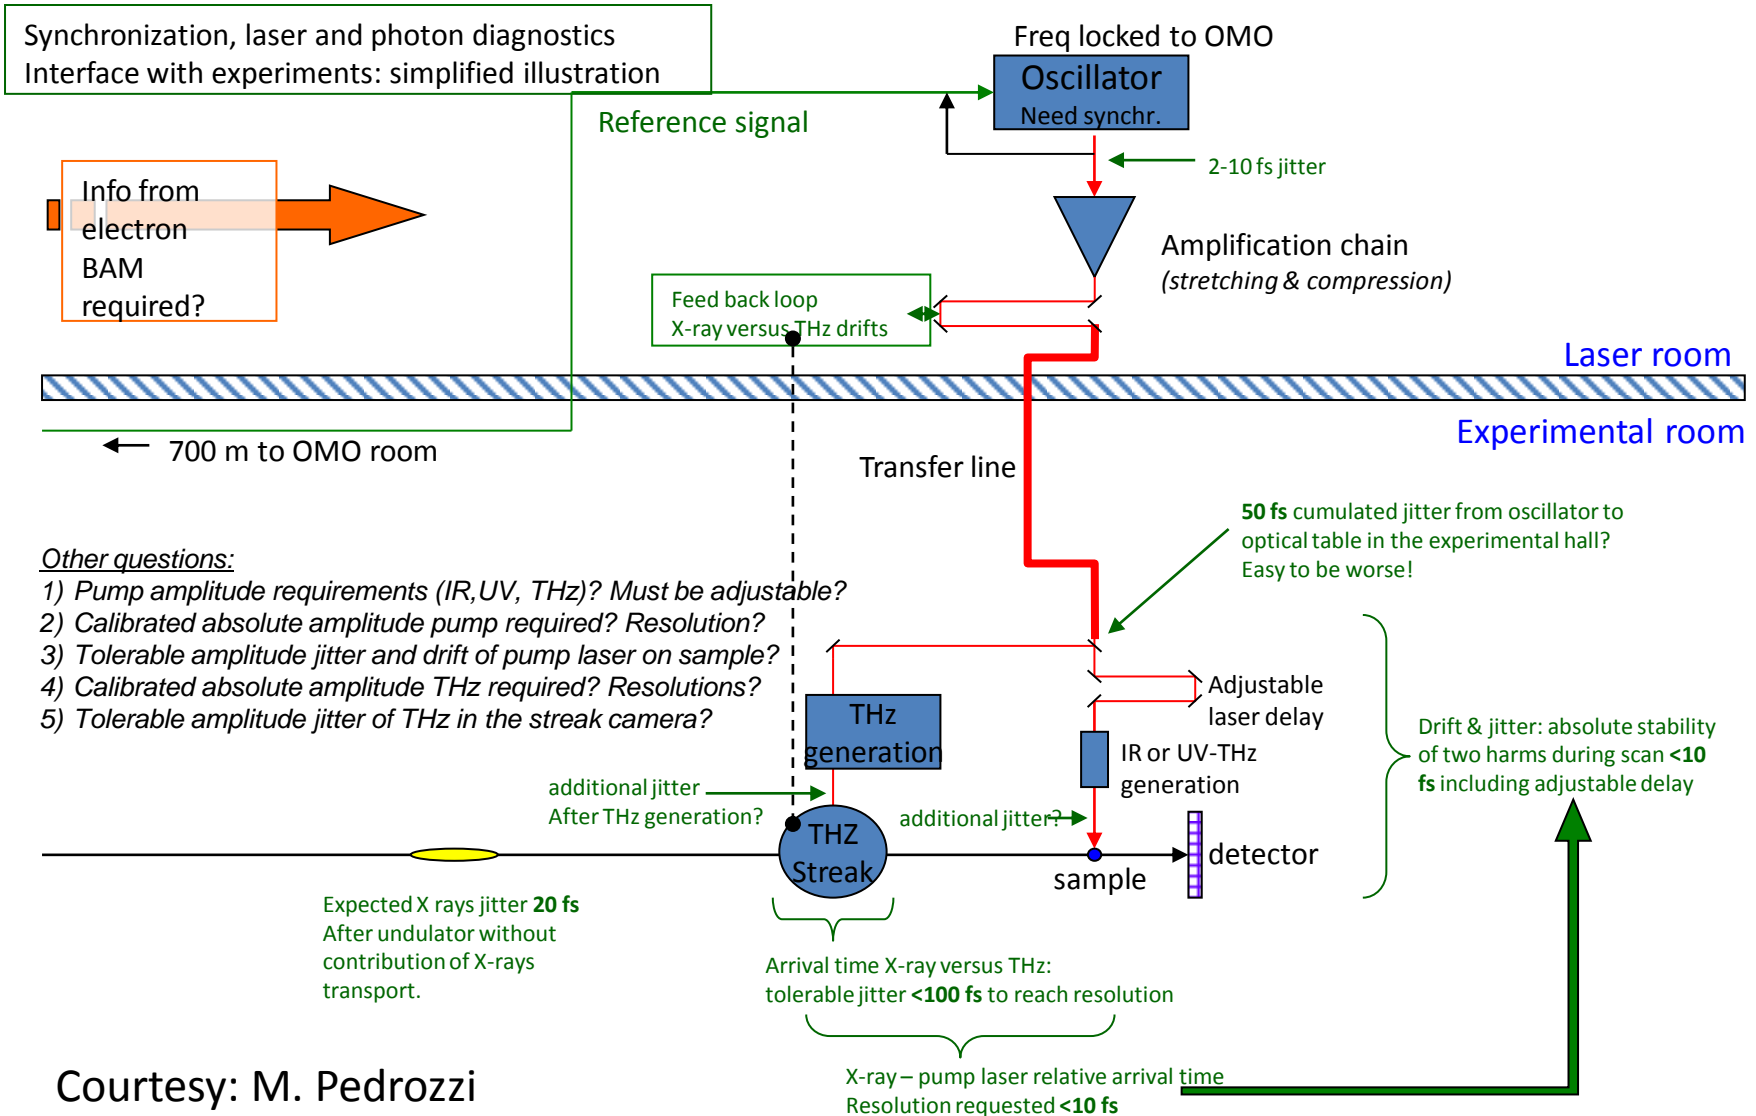 Synchronization, laser and photon diagnostics
Interface with experiments: simplified illustration
Freq locked to OMO
Oscillator
Need synchr.
Reference signal
2-10 fs jitter
Info from
electron
BAM
required?
Amplification chain
(stretching & compression)
Feed back loop
X-ray versus THz drifts
Laser room
Experimental room
700 m to OMO room
Transfer line
50 fs cumulated jitter from oscillator to
optical table in the experimental hall?
Easy to be worse!
Other questions:
1) Pump amplitude requirements (IR,UV, THz)? Must be adjustable?
2) Calibrated absolute amplitude pump required? Resolution?
3) Tolerable amplitude jitter and drift of pump laser on sample?
4) Calibrated absolute amplitude THz required? Resolutions?
5) Tolerable amplitude jitter of THz in the streak camera?
Adjustable
laser delay
THz
generation
IR or UV-THz
generation
Drift & jitter: absolute stability
of two harms during scan <10
fs including adjustable delay
additional jitter
After THz generation?
additional jitter?
THZ
Streak
detector
sample
Expected X rays jitter 20 fs
After undulator without
contribution of X-rays
transport.
Arrival time X-ray versus THz:
tolerable jitter <100 fs to reach resolution
X-ray – pump laser relative arrival time
Resolution requested <10 fs
Courtesy: M. Pedrozzi